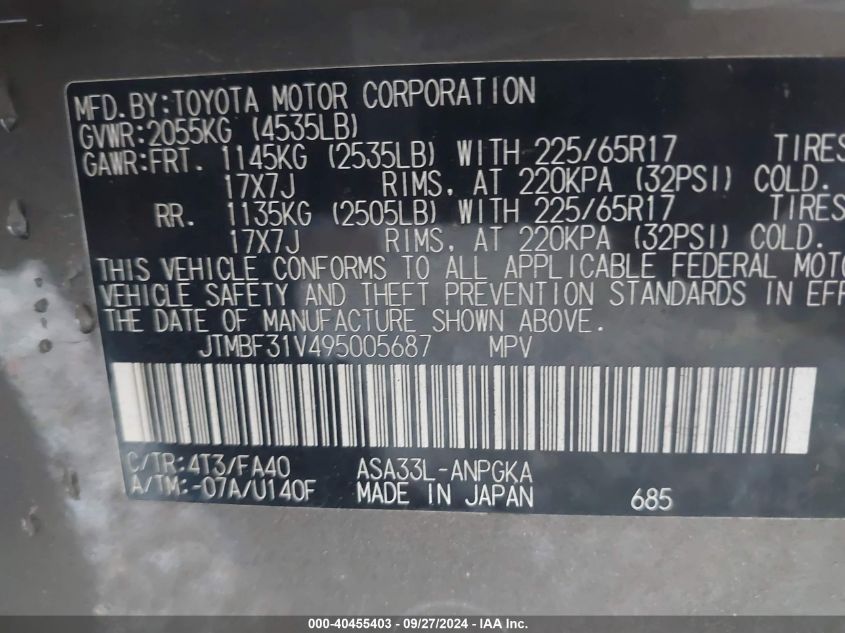 MFD.BY:TOYOTA MOTOR CORPORATION
GVWR:2055KG (4535LB)
GAWR:FRT. 1145KG (2535LB) WITH 225/65R17 TIRES
17X7J RIMS, AT 220KPA (32PSI) COLD.
RR. 1135KG (2505LB) WITH 225/65R17 TIRES
17X7J RIMS, AT 220KPA (32PSI) COLD.
THIS VEHICLE CONFORMS TO ALL APPLICABLE FEDERAL MOTO
VEHICLE SAFETY AND THEFT PREVENTION STANDARDS IN EFF
THE DATE OF MANUFACTURE SHOWN ABOVE.
JTMBF31V495005687 MPV
C/TR:4T3/FA40 ASA33L-ANPGKA
A/TM:-07A/U140F MADE IN JAPAN 685
000-40455403 - 09/27/2024 - IAAI Inc.